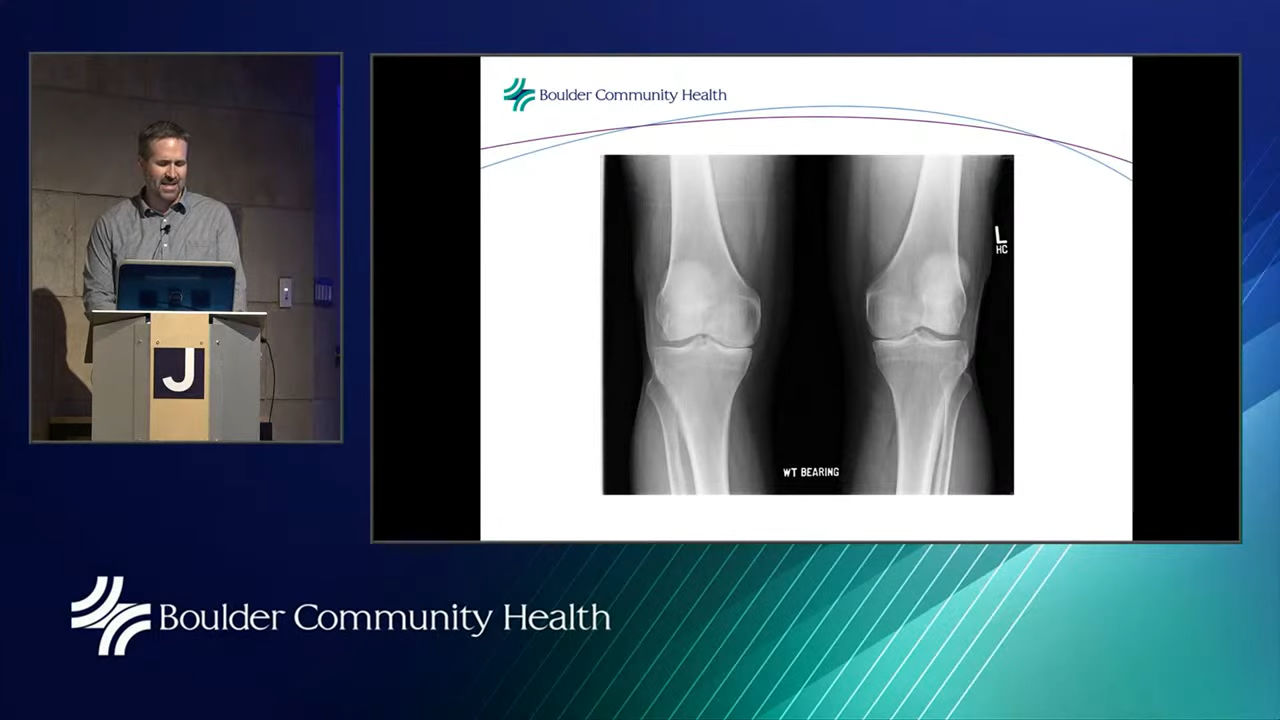 Boulder Community Health
L
HC
WT BEARING
J
Boulder Community Health